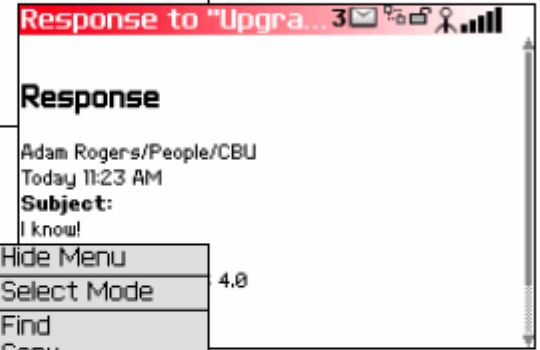 Response to "Upgra... 3
Response
Adam Rogers/People/CBU
Today 11:23 AM
Subject:
I know!
4.0
Hide Menu
Select Mode
Find
Copy